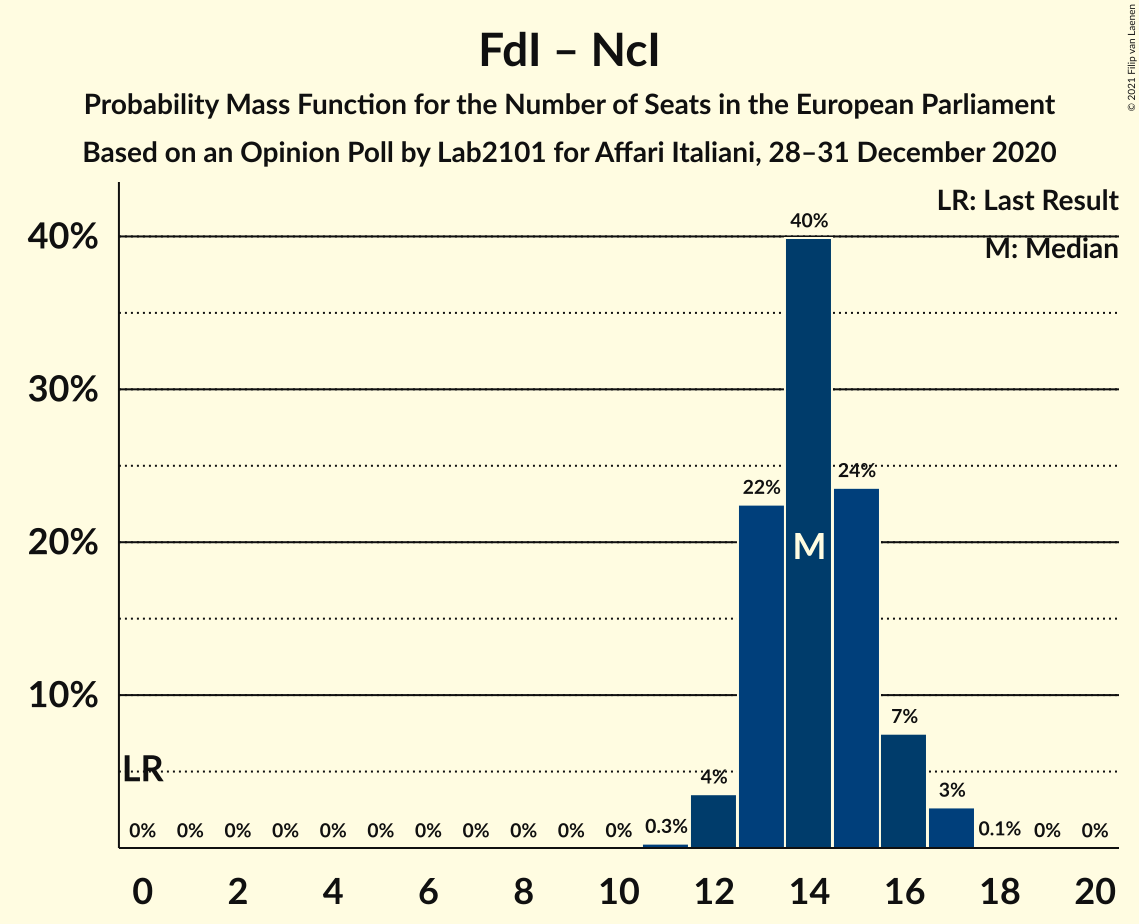 FdI – NcI
Probability Mass Function for the Number of Seats in the European Parliament
Based on an Opinion Poll by Lab2101 for Affari Italiani, 28–31 December 2020
© 2021 Filip van Laenen
LR: Last Result
M: Median
40%
30%
20%
10%
40%
24%
22%
M
7%
4%
3%
LR
0% 0% 0% 0% 0% 0% 0% 0% 0% 0% 0% 0.3% 0.1% 0% 0%
0 2 4 6 8 10 12 14 16 18 20